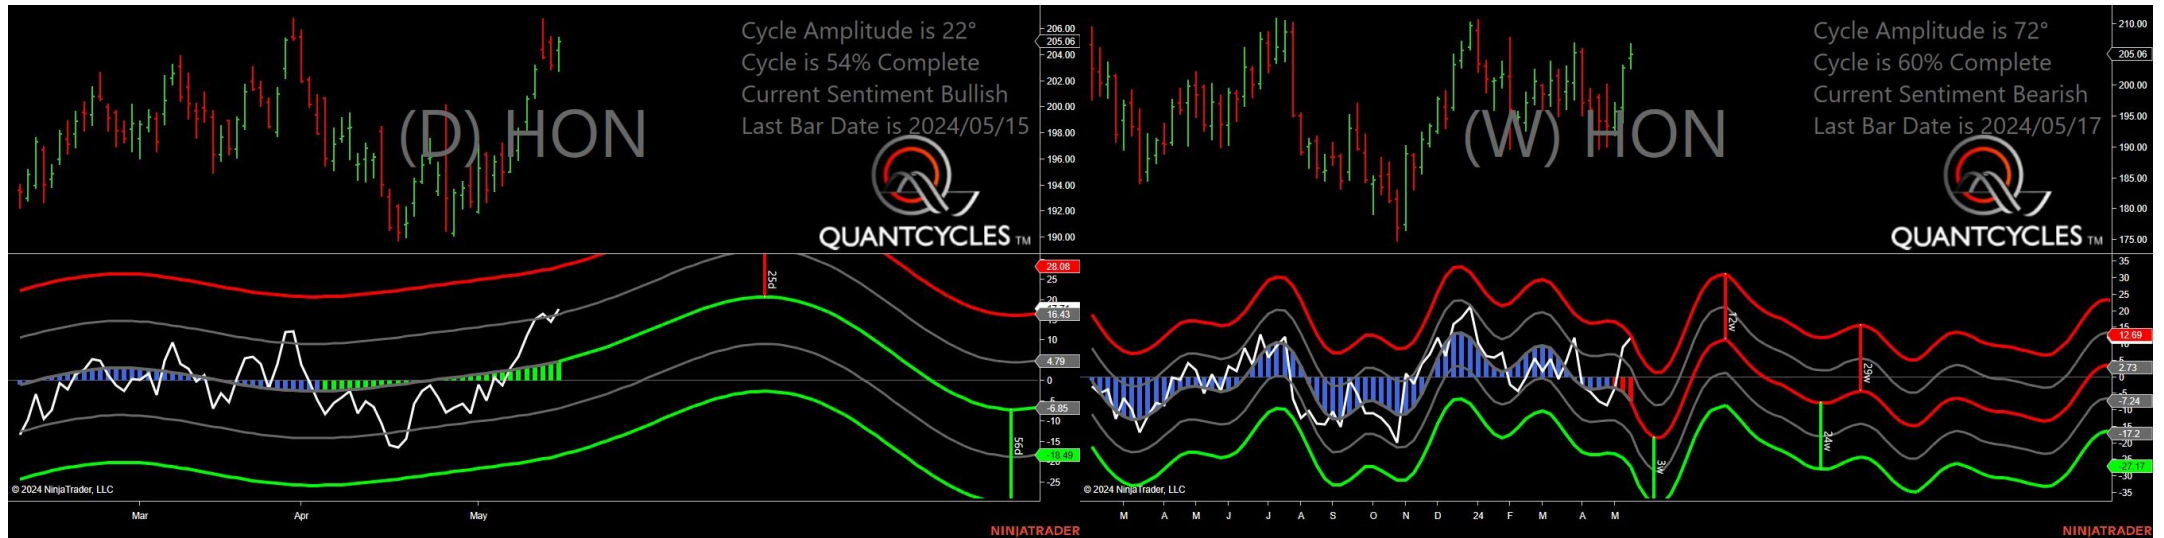 Cycle Amplitude is 22°
Cycle is 54% Complete
Current Sentiment Bullish
Last Bar Date is 2024/05/15
(D) HON
QUANTCYCLES TM
206.00
205.06
204.00
202.00
200.00
198.00
196.00
194.00
192.00
190.00
25d
56d
28.08
25
20
16.43
10
4.79
0
-6.85
-10
-15
-18.49
-25
© 2024 NinjaTrader, LLC
Mar Apr May
NINJATRADER
Cycle Amplitude is 72°
Cycle is 60% Complete
Current Sentiment Bearish
Last Bar Date is 2024/05/17
(W) HON
QUANTCYCLES TM
210.00
205.06
200.00
195.00
190.00
185.00
180.00
175.00
12w
29w
24w
3w
35
30
25
20
15
12.69
5
2.73
0
-7.24
-10
-17.2
-20
-25
-27.17
-30
-35
© 2024 NinjaTrader, LLC
M A M J J A S O N D 24 F M A M
NINJATRADER